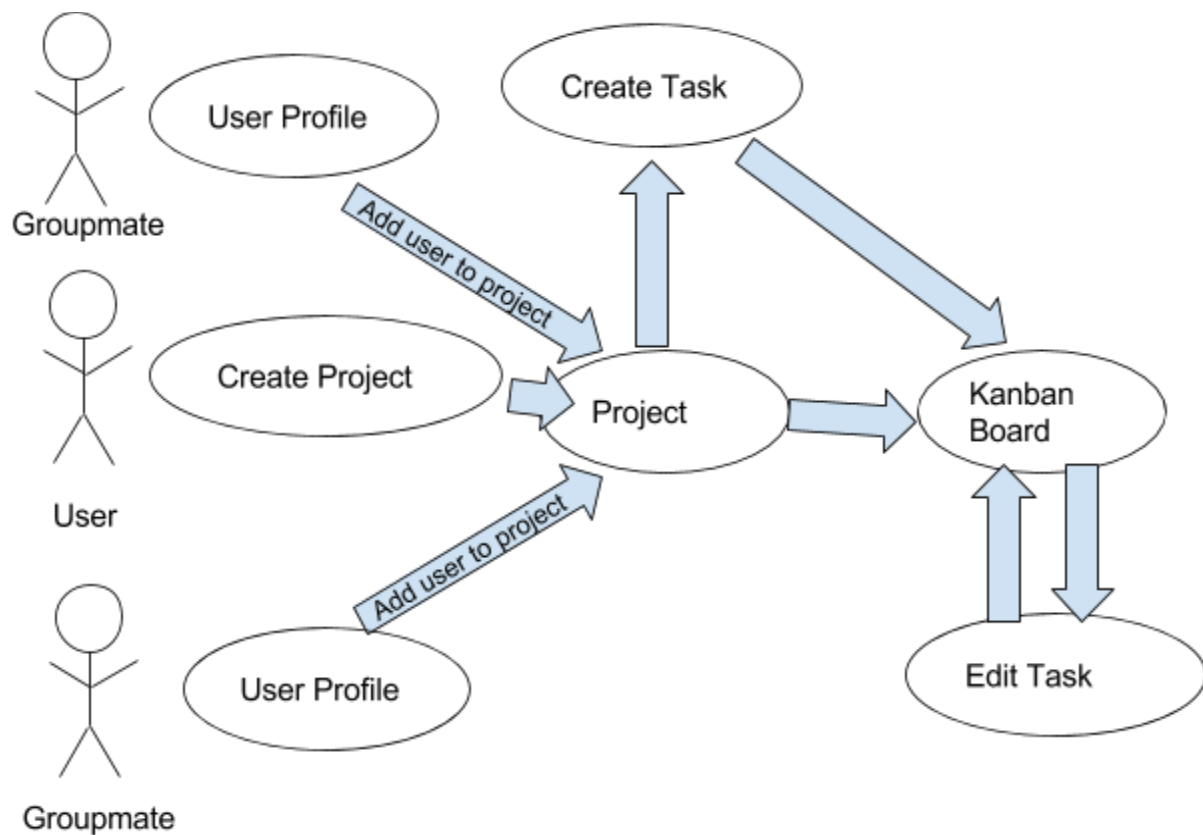 Groupmate
User Profile
Create Task
Add user to project
User
Create Project
Project
Kanban
Board
Add user to project
Groupmate
User Profile
Edit Task